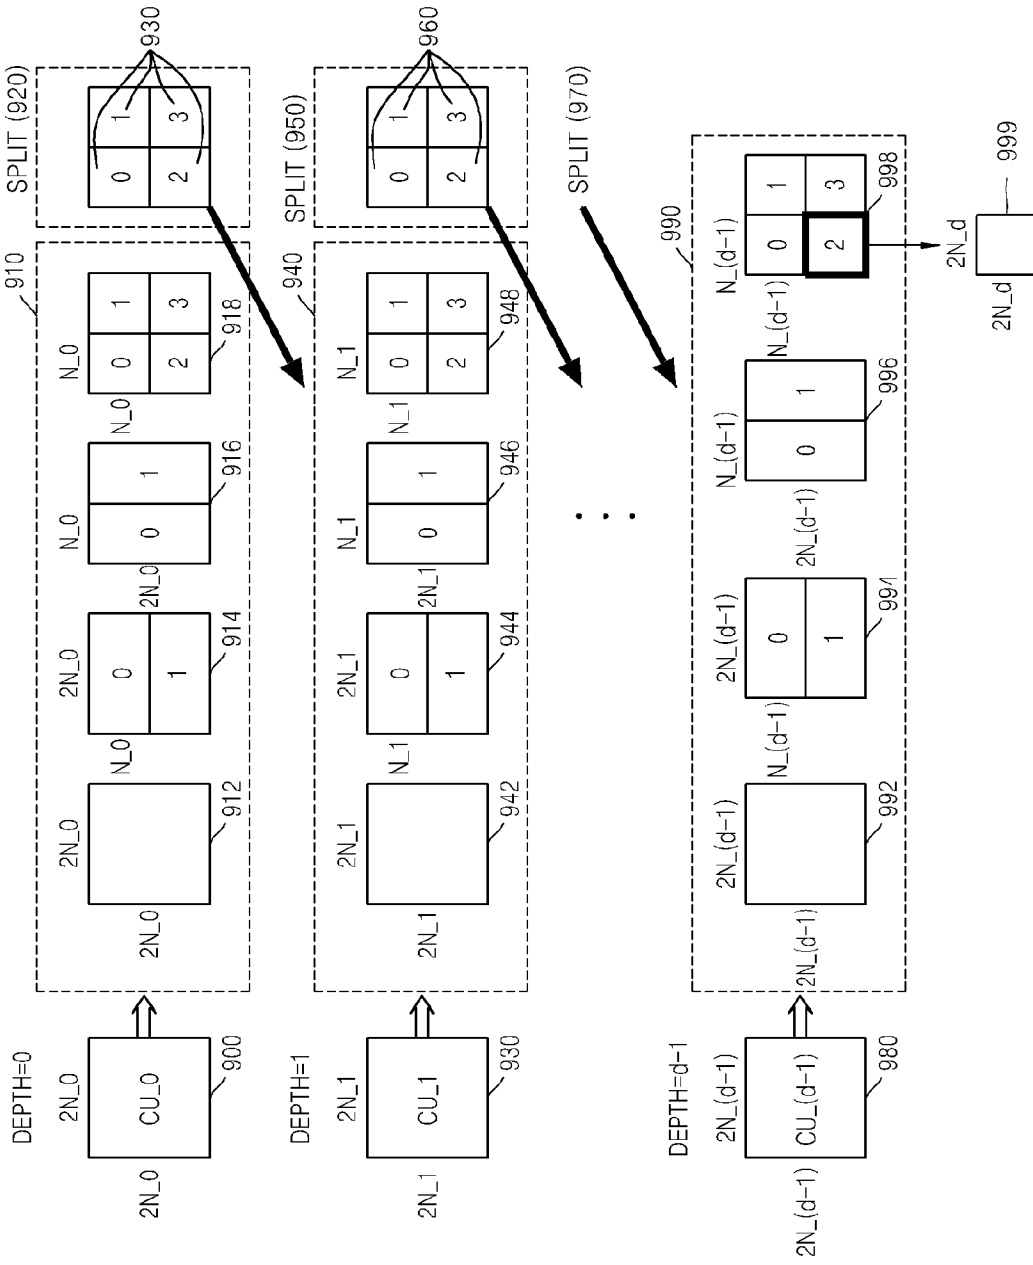 DEPTH=0
2N_0
2N_0
CU_0
900
910
2N_0
2N_0
912
2N_0
N_0
0
1
914
N_0
2N_0
0
1
916
N_0
N_0
0
1
2
3
918
SPLIT (920)
0
1
2
3
930
DEPTH=1
2N_1
2N_1
CU_1
930
940
2N_1
2N_1
942
2N_1
N_1
0
1
944
N_1
2N_1
0
1
946
N_1
N_1
0
1
2
3
948
SPLIT (950)
0
1
2
3
960
SPLIT (970)
DEPTH=d-1
2N_(d-1)
2N_(d-1)
CU_(d-1)
980
990
2N_(d-1)
2N_(d-1)
992
2N_(d-1)
N_(d-1)
0
1
994
N_(d-1)
2N_(d-1)
0
1
996
N_(d-1)
N_(d-1)
0
1
2
3
998
2N_d
2N_d
999